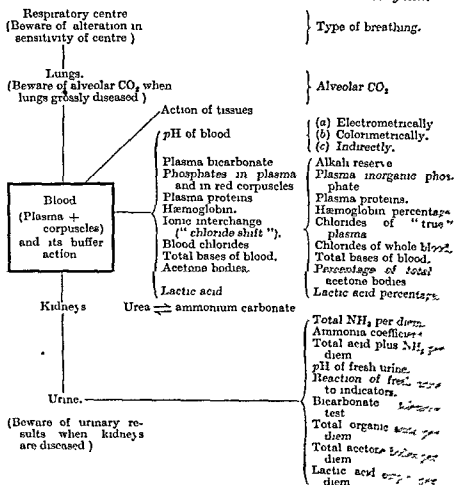 Respiratory centre
(Beware of alteration in
sensitivity of centre)
Type of breathing.
Lungs.
(Beware of alveolar CO₂ when
lungs grossly diseased)
Alveolar CO₂
Action of tissues
pH of blood
(a) Electrometrically
(b) Colorimetrically.
(c) Indirectly.
Plasma bicarbonate
Phosphates in plasma
and in red corpuscles
Plasma proteins
Hæmoglobin.
Ionic interchange
("chloride shift").
Blood chlorides
Total bases of blood.
Acetone bodies.
Lactic acid
Alkali reserve
Plasma inorganic phos-
phate
Plasma proteins.
Hæmoglobin percentage
Chlorides of "true"
plasma
Chlorides of whole blood.
Total bases of blood.
Percentage of total
acetone bodies
Lactic acid percentage
Blood
(Plasma +
corpuscles)
and its buffer
action
Kidneys
Urea ⇌ ammonium carbonate
Urine.
(Beware of urinary re-
sults when kidneys
are diseased)
Total NH₃ per diem
Ammonia coefficient
Total acid plus NH₃ per
diem
pH of fresh urine.
Reaction of fresh
to indicators.
Bicarbonate
test
Total organic
diem
Total acetone
diem
Lactic acid
diem